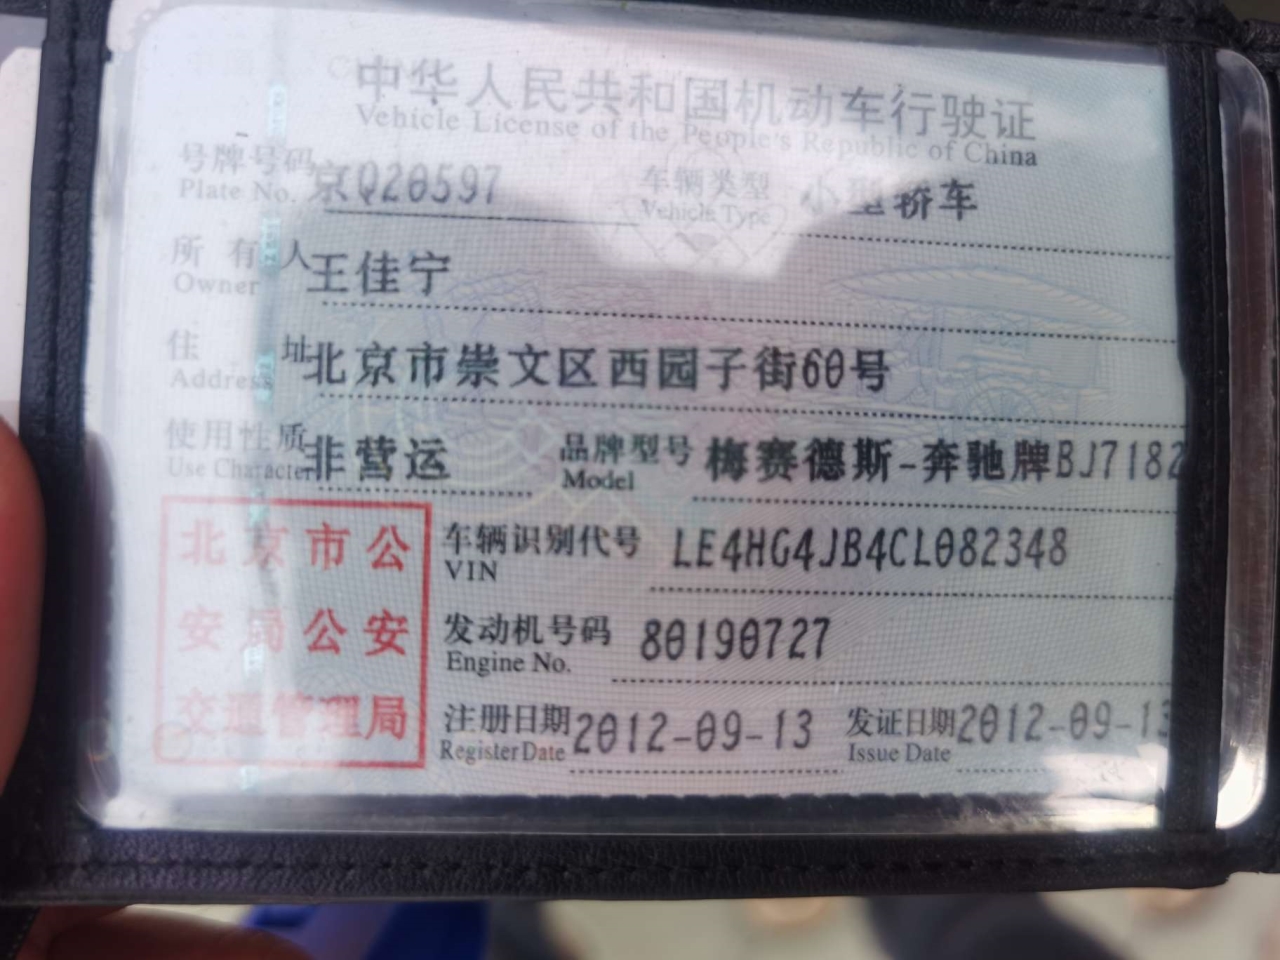 中华人民共和国机动车行驶证
Vehicle License of the People's Republic of China
号牌号码 京Q20597 车辆类型 小型轿车
Plate No. Vehicle Type
所有人 王佳宁
Owner
住址 北京市崇文区西园子街60号
Address
使用性质 非营运 品牌型号 梅赛德斯-奔驰牌BJ7182
Use Character Model
北京市公安局公安交通管理局
车辆识别代号 LE4HG4JB4CL082348
VIN
发动机号码 80190727
Engine No.
注册日期 2012-09-13 发证日期 2012-09-13
Register Date Issue Date